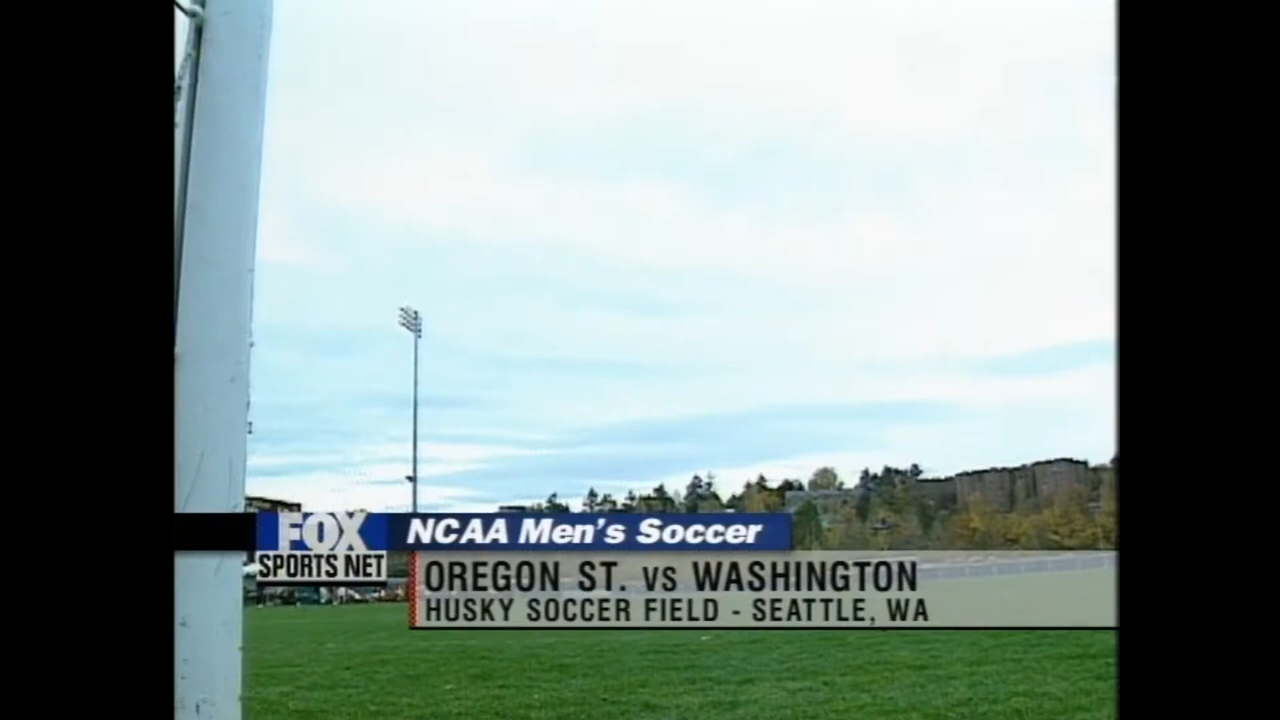 FOX
SPORTS NET
NCAA Men's Soccer
OREGON ST. vs WASHINGTON
HUSKY SOCCER FIELD - SEATTLE, WA